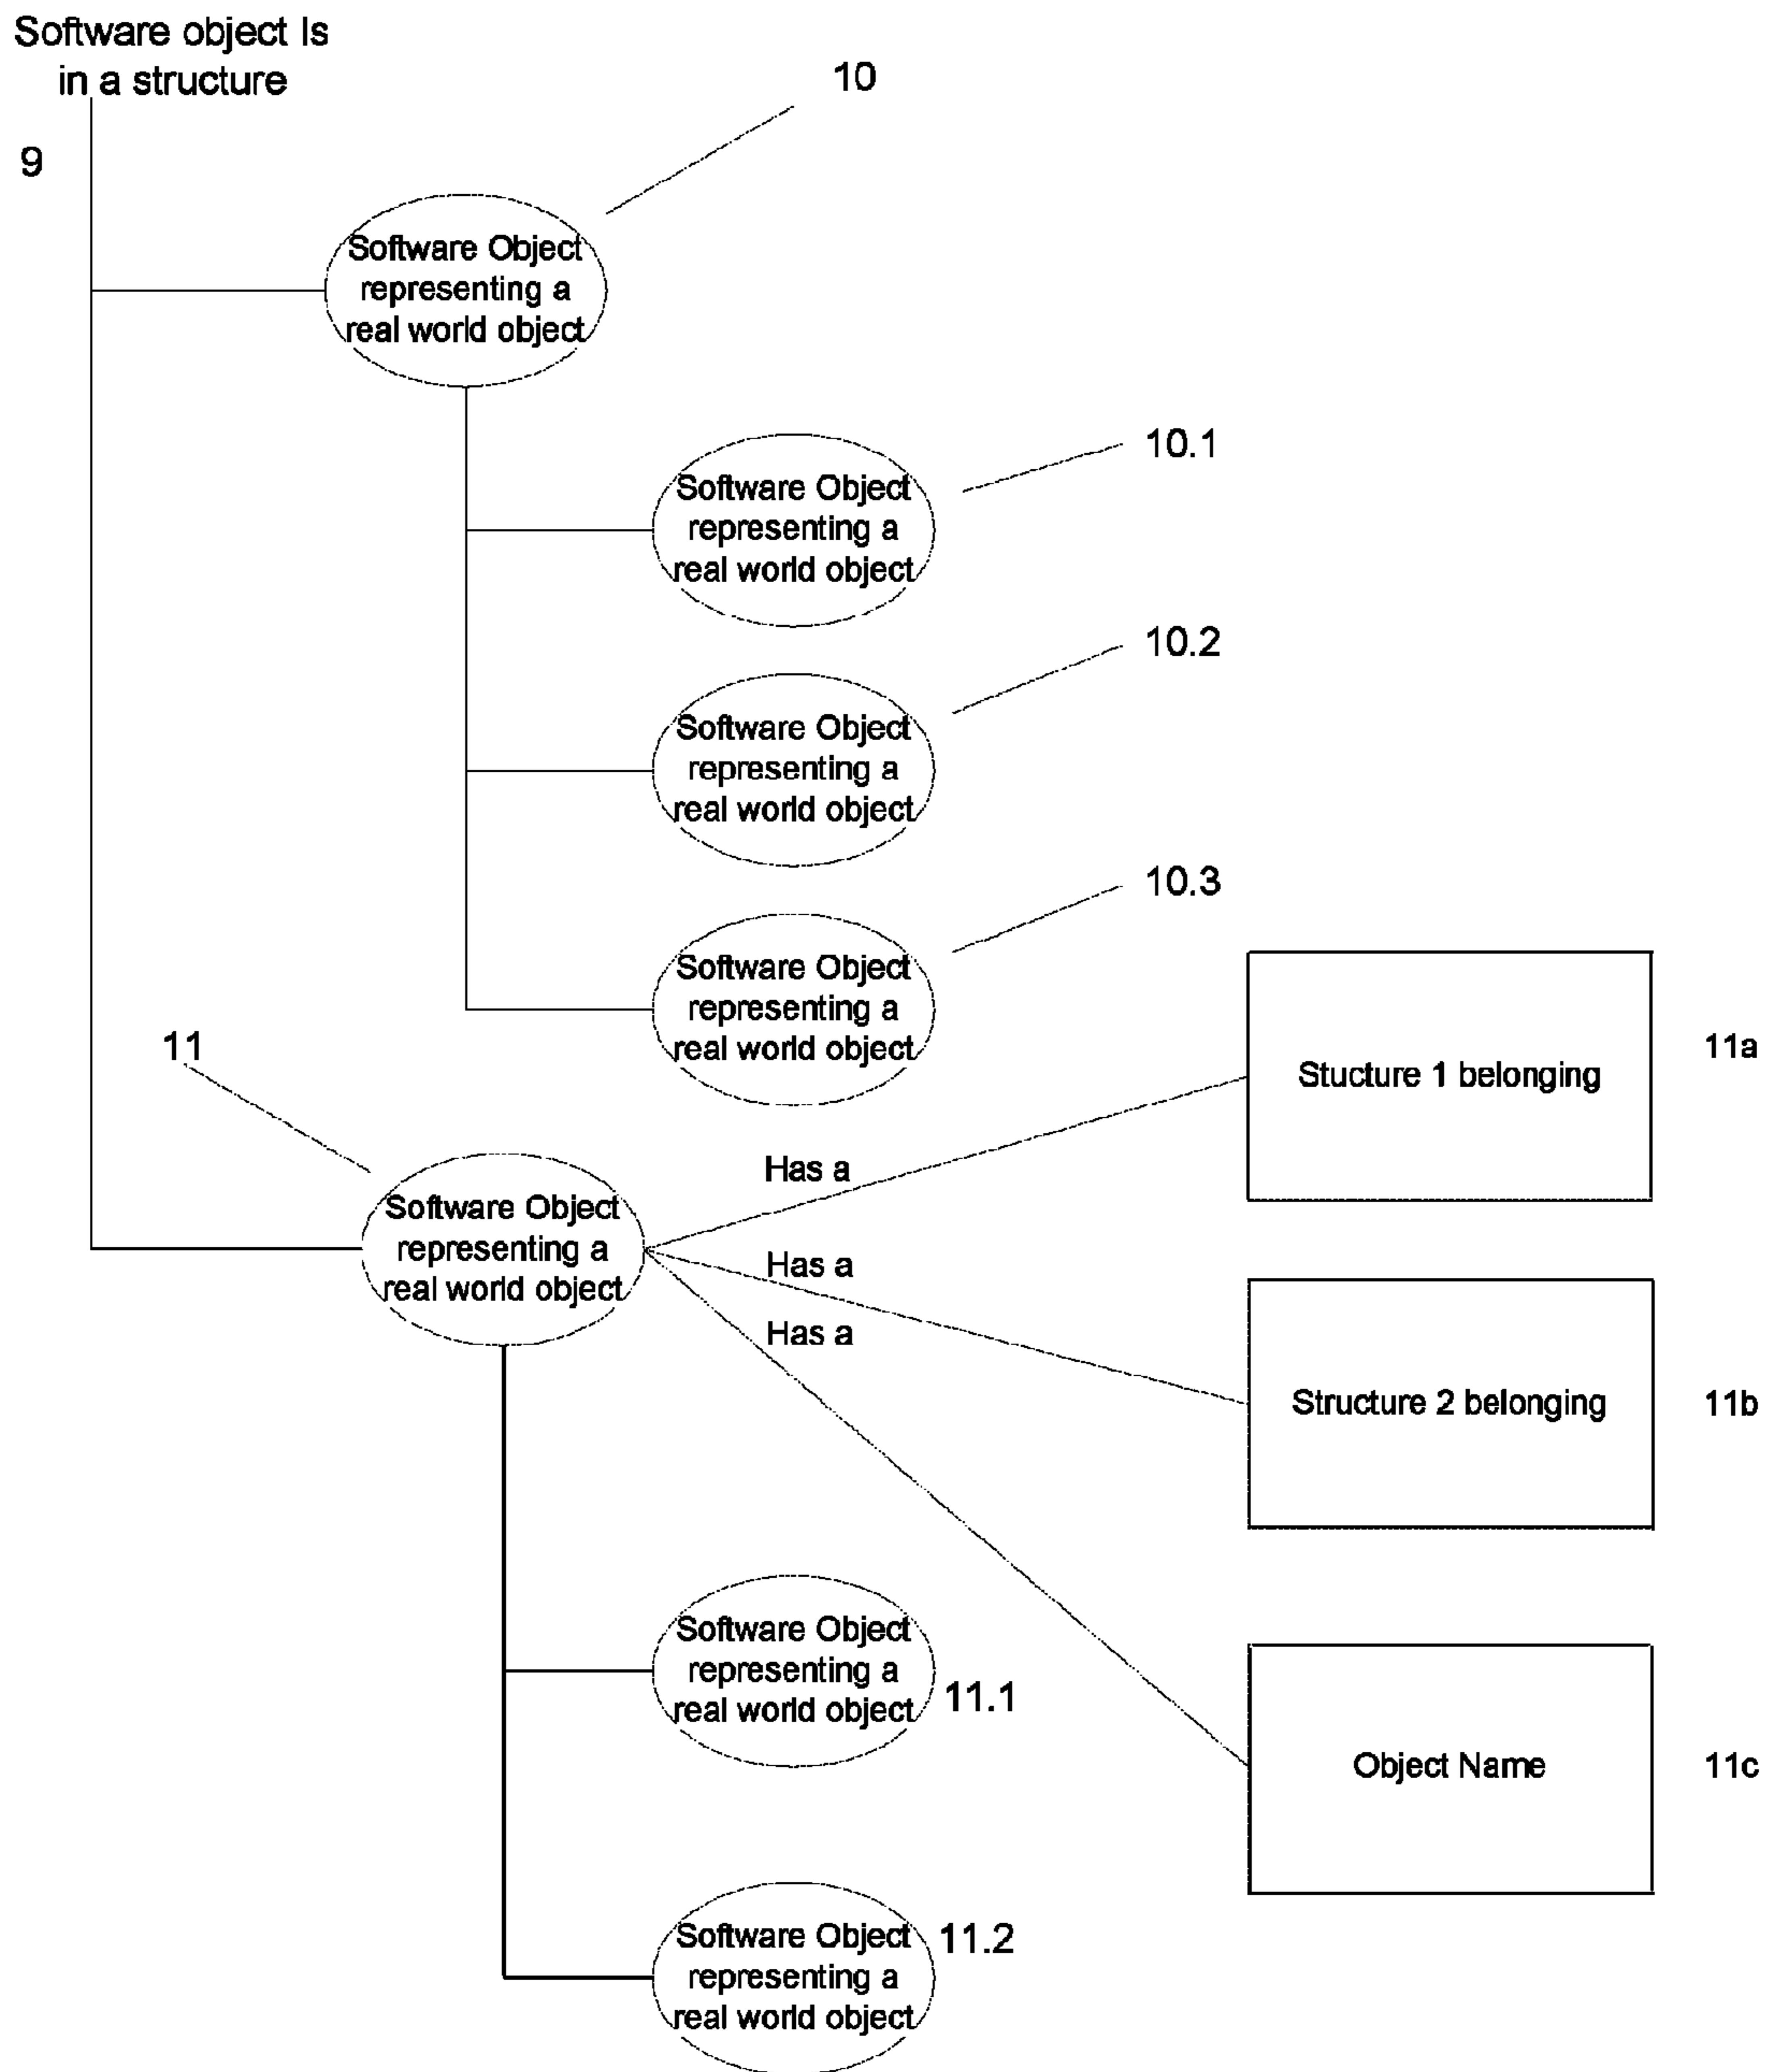 Software object Is
in a structure
9
10
Software Object
representing a
real world object
10.1
Software Object
representing a
real world object
10.2
Software Object
representing a
real world object
10.3
Software Object
representing a
real world object
11
Software Object
representing a
real world object
Has a
Has a
Has a
Stucture 1 belonging
11a
Structure 2 belonging
11b
Object Name
11c
Software Object
representing a
real world object
11.1
Software Object
representing a
real world object
11.2